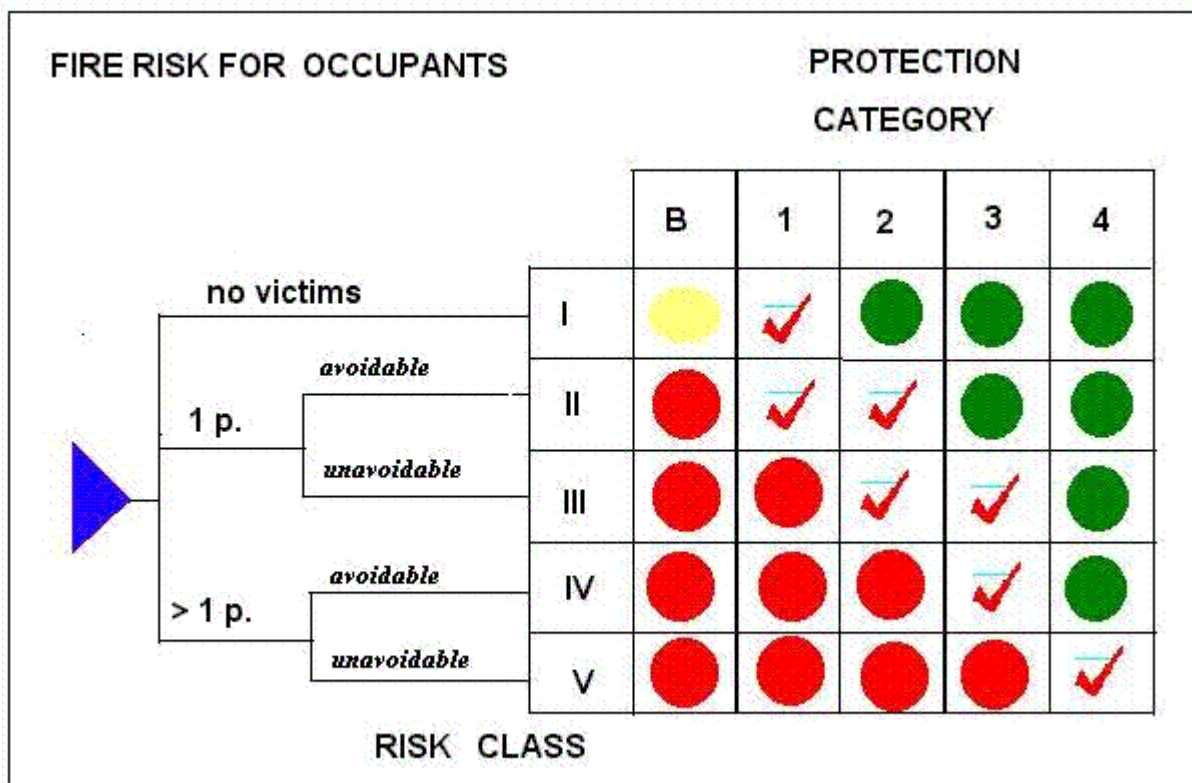 FIRE RISK FOR OCCUPANTS
PROTECTION
CATEGORY
B 1 2 3 4
no victims
I
avoidable
II
1 p.
unavoidable
III
avoidable
IV
> 1 p.
unavoidable
V
RISK CLASS